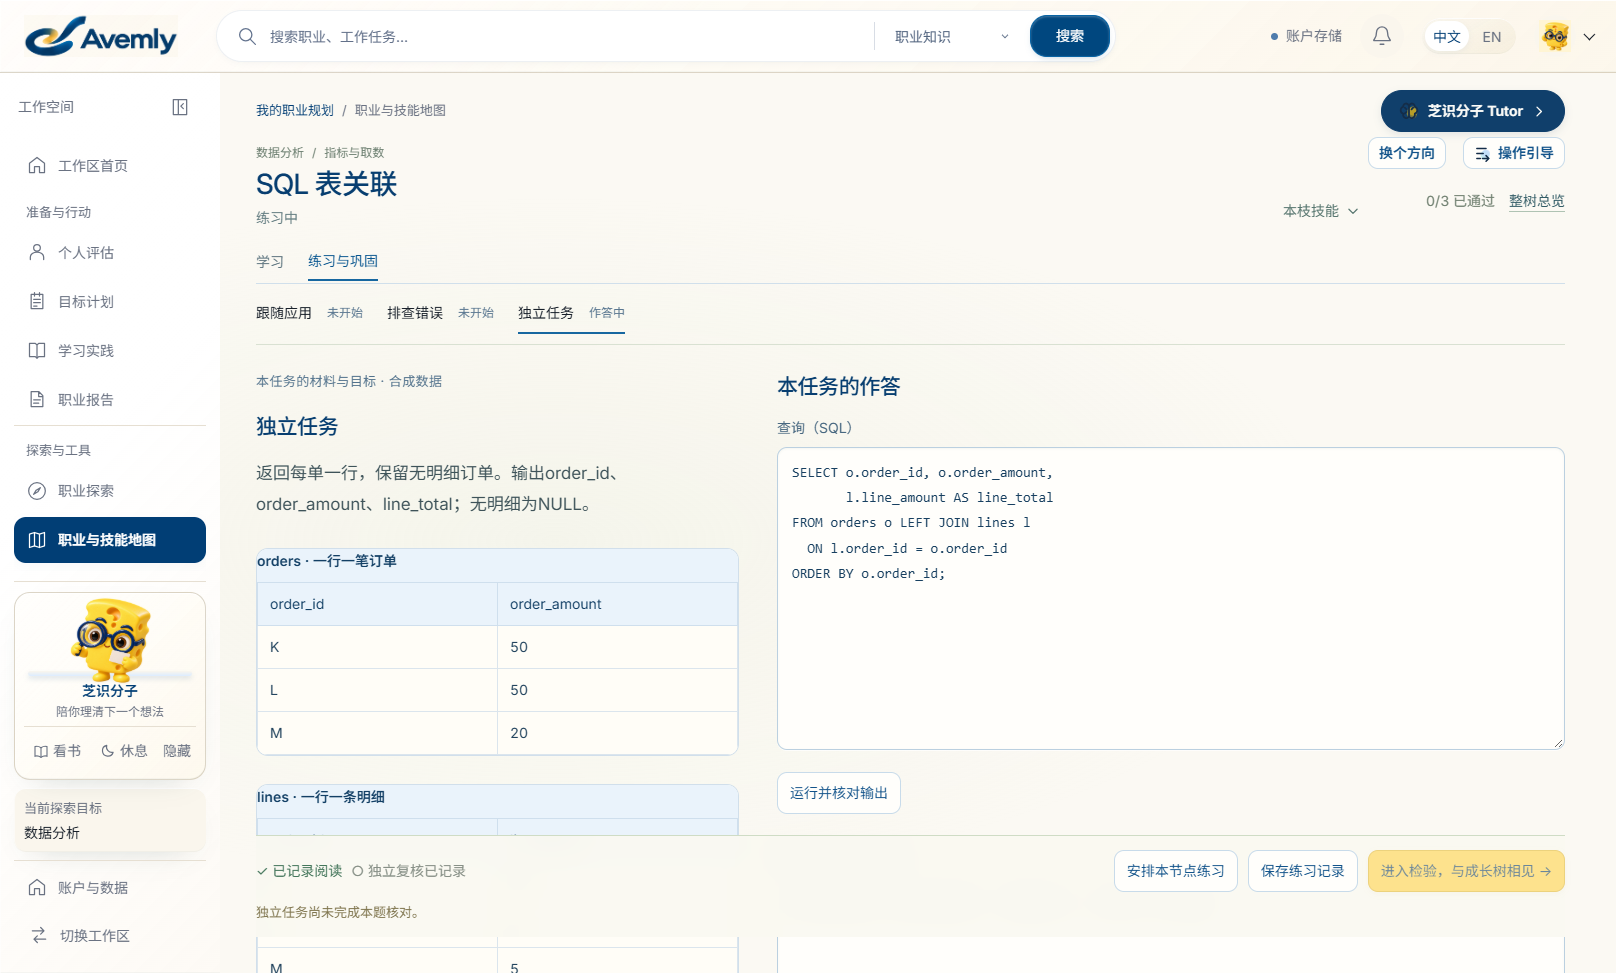 Avemly
搜索职业、工作任务...
职业知识
搜索
账户存储
中文
EN
工作空间
工作区首页
准备与行动
个人评估
目标计划
学习实践
职业报告
探索与工具
职业探索
职业与技能地图
芝识分子
陪你理清下一个想法
看书
休息
隐藏
当前探索目标
数据分析
账户与数据
切换工作区
我的职业规划 / 职业与技能地图
芝识分子 Tutor
换个方向
操作引导
数据分析 / 指标与取数
SQL 表关联
练习中
本枝技能
0/3 已通过
整树总览
学习
练习与巩固
跟随应用 未开始
排查错误 未开始
独立任务 作答中
本任务的材料与目标 · 合成数据
独立任务
返回每单一行，保留无明细订单。输出order_id、
order_amount、line_total；无明细为NULL。
orders · 一行一笔订单
order_id order_amount
K 50
L 50
M 20
lines · 一行一条明细
本任务的作答
查询（SQL）
SELECT o.order_id, o.order_amount,
l.line_amount AS line_total
FROM orders o LEFT JOIN lines l
ON l.order_id = o.order_id
ORDER BY o.order_id;
运行并核对输出
已记录阅读
独立复核已记录
安排本节点练习
保存练习记录
进入检验，与成长树相见 →
独立任务尚未完成本题核对。
M 5